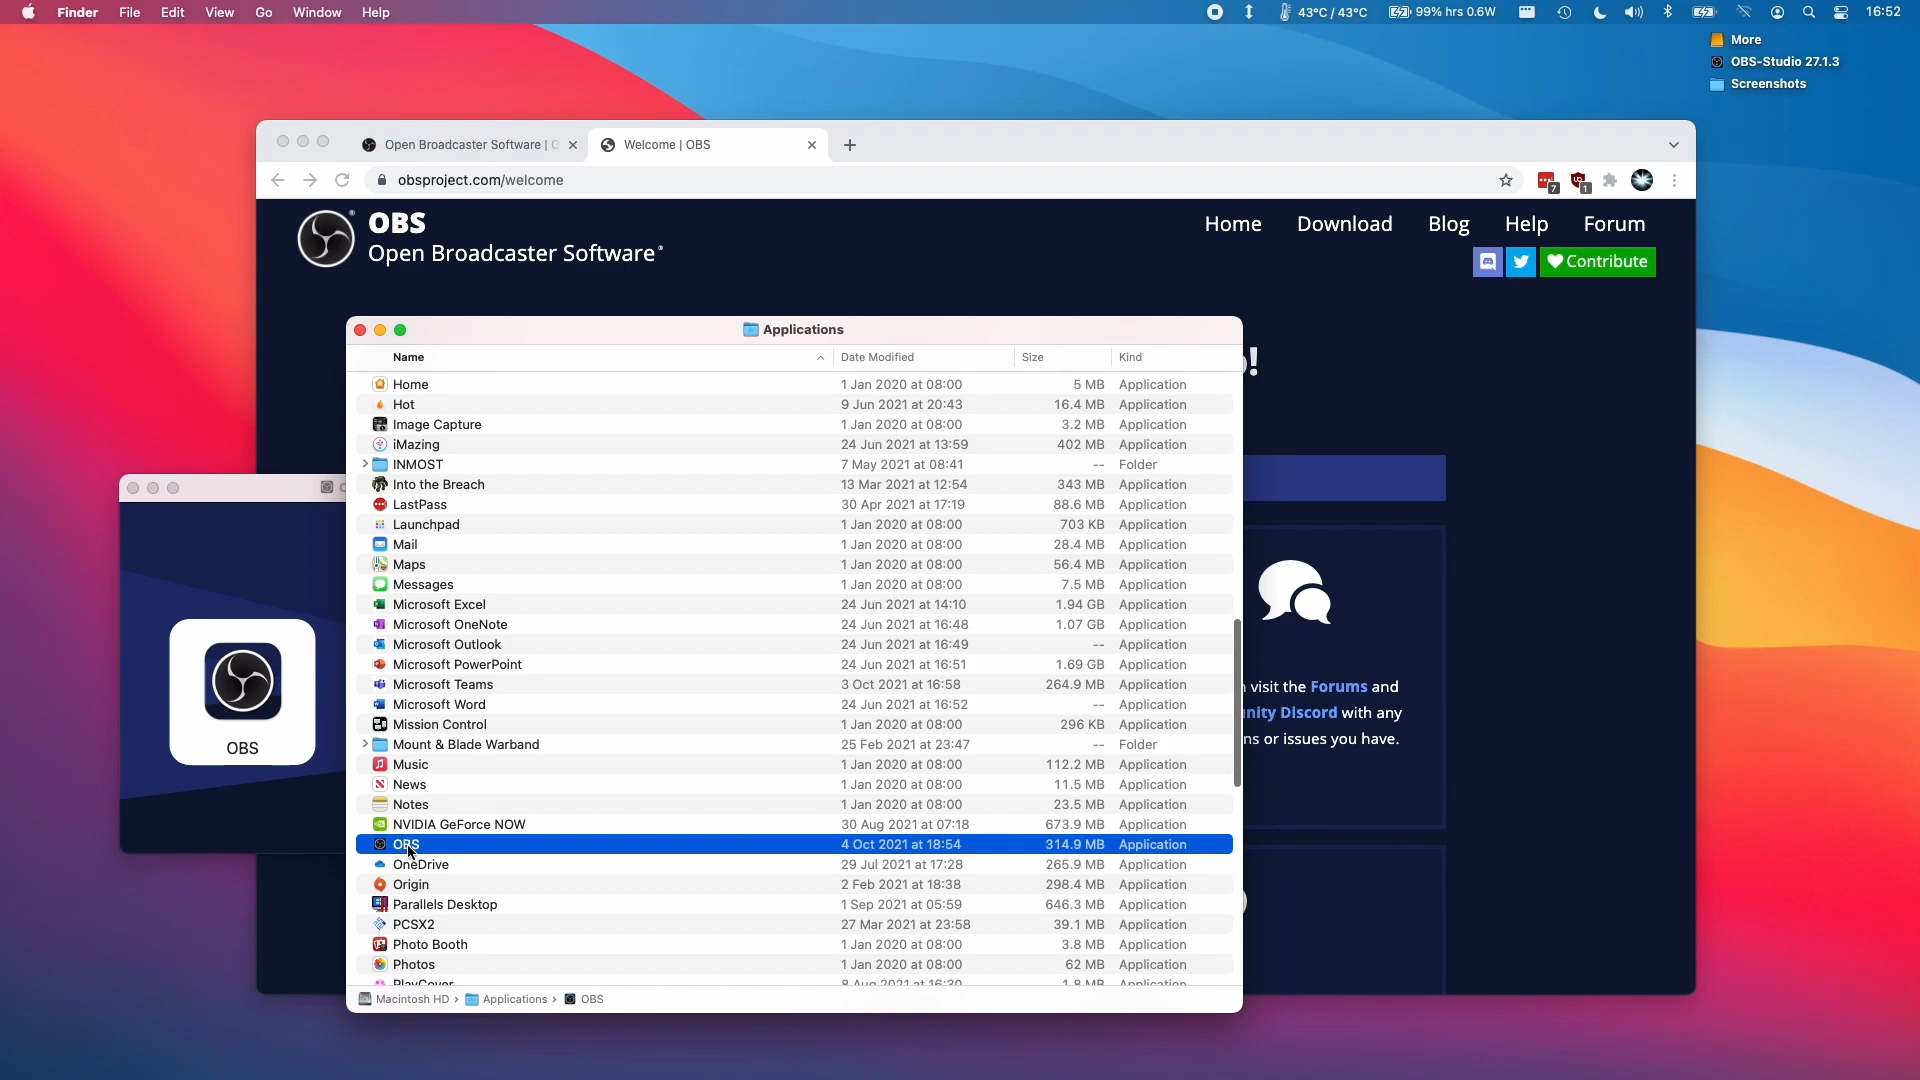 Finder File Edit View Go Window Help
43°C / 43°C 99% hrs 0.6W 16:52
More
OBS-Studio 27.1.3
Screenshots
Open Broadcaster Software | O
Welcome | OBS
obsproject.com/welcome
7
1
OBS
Open Broadcaster Software
Home Download Blog Help Forum
Contribute
Applications
Name Date Modified Size Kind
Home 1 Jan 2020 at 08:00 5 MB Application
Hot 9 Jun 2021 at 20:43 16.4 MB Application
Image Capture 1 Jan 2020 at 08:00 3.2 MB Application
iMazing 24 Jun 2021 at 13:59 402 MB Application
INMOST 7 May 2021 at 08:41 -- Folder
Into the Breach 13 Mar 2021 at 12:54 343 MB Application
LastPass 30 Apr 2021 at 17:19 88.6 MB Application
Launchpad 1 Jan 2020 at 08:00 703 KB Application
Mail 1 Jan 2020 at 08:00 28.4 MB Application
Maps 1 Jan 2020 at 08:00 56.4 MB Application
Messages 1 Jan 2020 at 08:00 7.5 MB Application
Microsoft Excel 24 Jun 2021 at 14:10 1.94 GB Application
Microsoft OneNote 24 Jun 2021 at 16:48 1.07 GB Application
Microsoft Outlook 24 Jun 2021 at 16:49 -- Application
Microsoft PowerPoint 24 Jun 2021 at 16:51 1.69 GB Application
Microsoft Teams 3 Oct 2021 at 16:58 264.9 MB Application
Microsoft Word 24 Jun 2021 at 16:52 -- Application
Mission Control 1 Jan 2020 at 08:00 296 KB Application
Mount & Blade Warband 25 Feb 2021 at 23:47 -- Folder
Music 1 Jan 2020 at 08:00 112.2 MB Application
News 1 Jan 2020 at 08:00 11.5 MB Application
Notes 1 Jan 2020 at 08:00 23.5 MB Application
NVIDIA GeForce NOW 30 Aug 2021 at 07:18 673.9 MB Application
OBS 4 Oct 2021 at 18:54 314.9 MB Application
OneDrive 29 Jul 2021 at 17:28 265.9 MB Application
Origin 2 Feb 2021 at 18:38 298.4 MB Application
Parallels Desktop 1 Sep 2021 at 05:59 646.3 MB Application
PCSX2 27 Mar 2021 at 23:58 39.1 MB Application
Photo Booth 1 Jan 2020 at 08:00 3.8 MB Application
Photos 1 Jan 2020 at 08:00 62 MB Application
PlayCover 8 Aug 2021 at 16:30 1.8 MB Application
Macintosh HD › Applications › OBS
!
visit the Forums and
nity Discord with any
ns or issues you have.
OBS